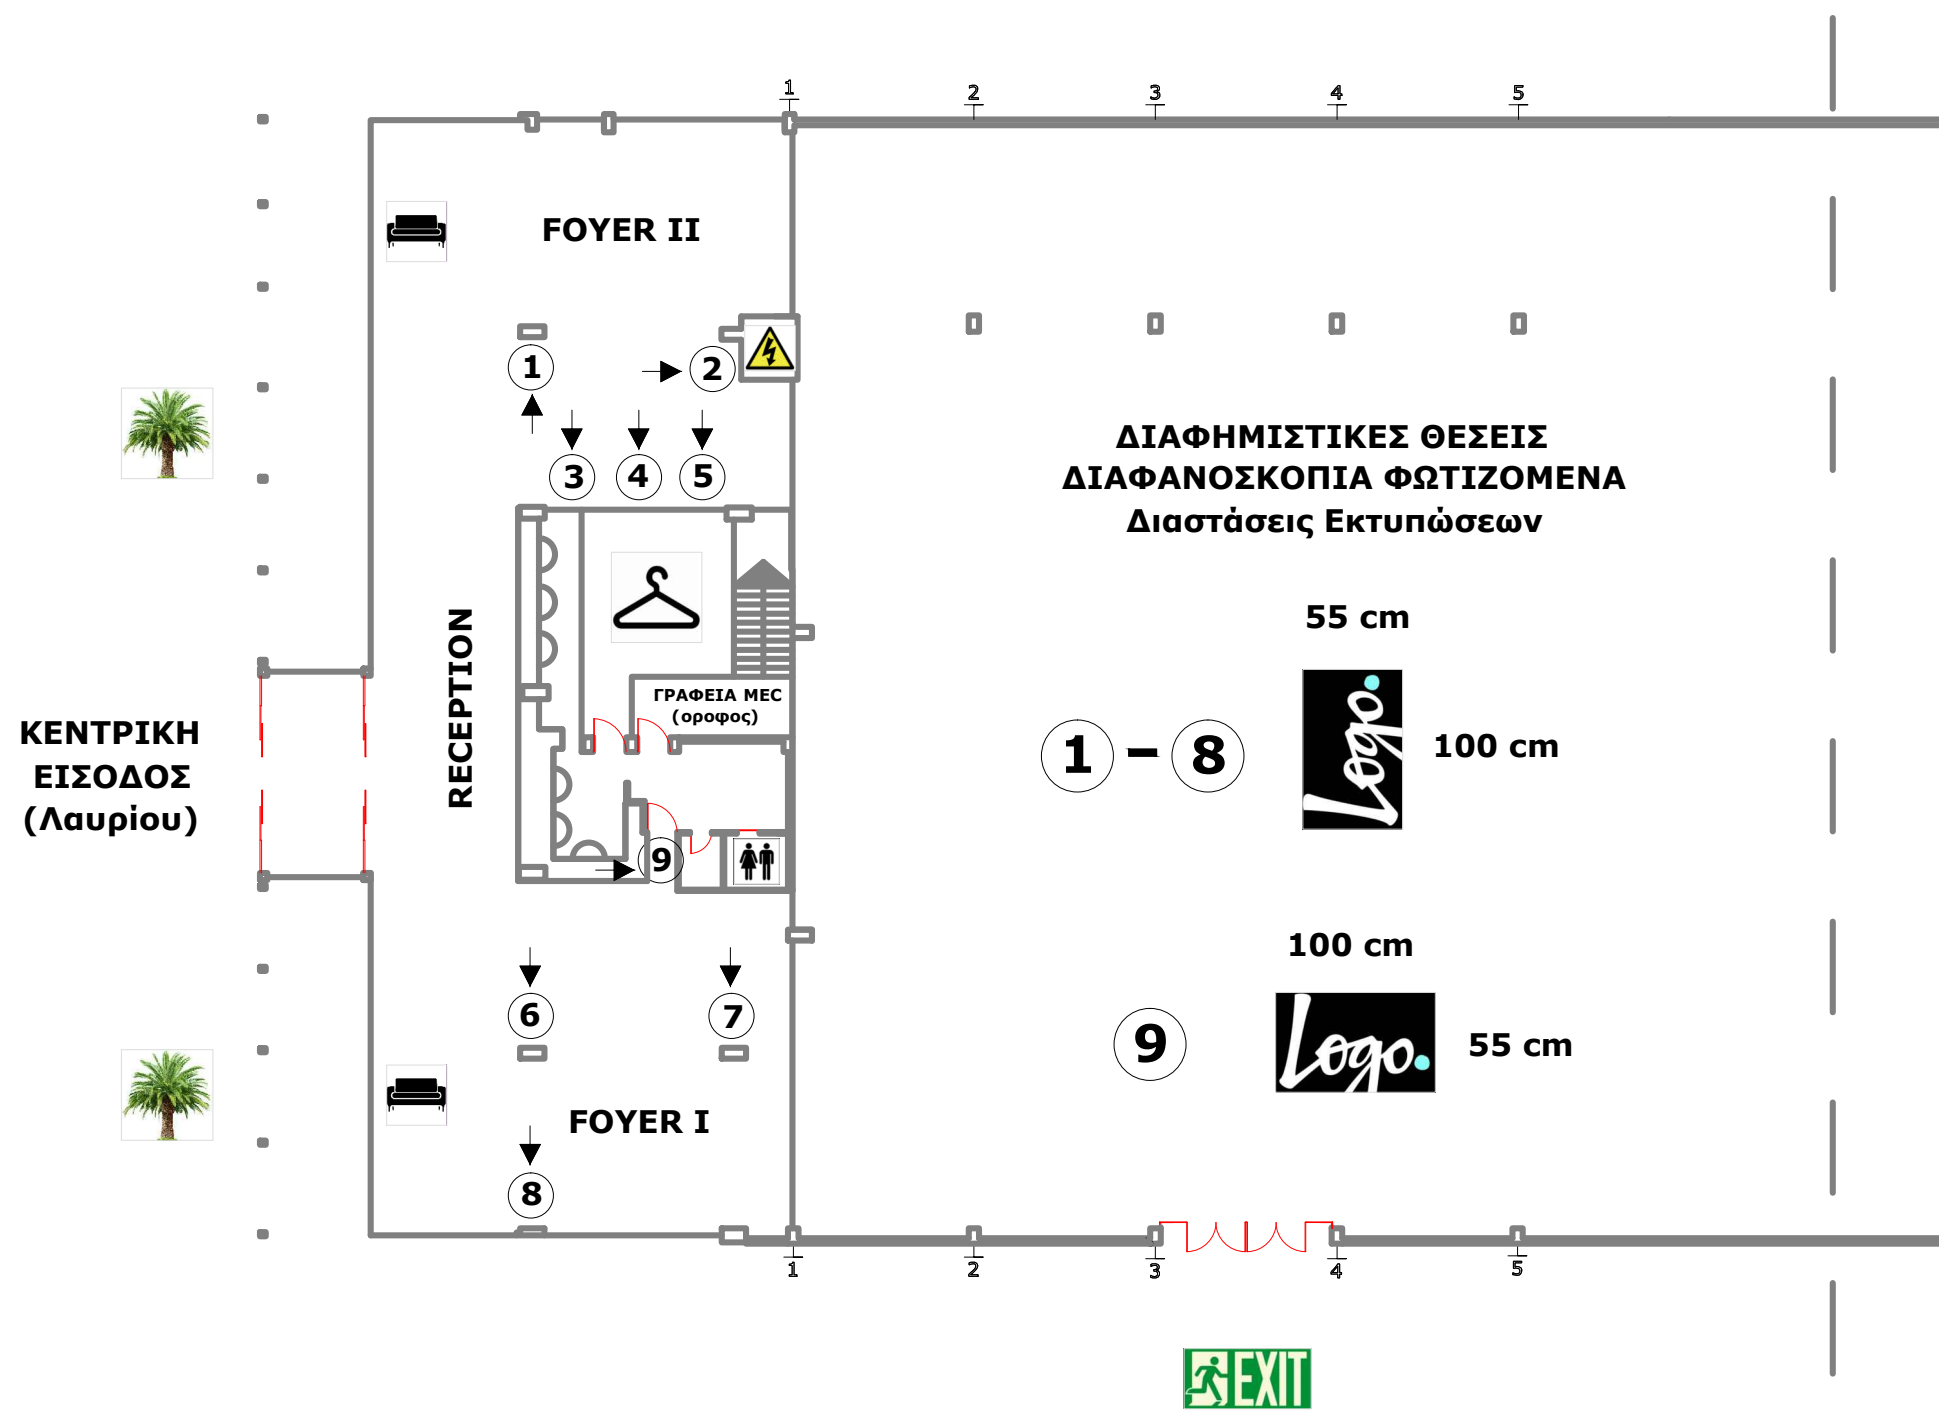 1
2
3
4
5
FOYER II
1
2
3
4
5
ΔΙΑΦΗΜΙΣΤΙΚΕΣ ΘΕΣΕΙΣ
ΔΙΑΦΑΝΟΣΚΟΠΙΑ ΦΩΤΙΖΟΜΕΝΑ
Διαστάσεις Εκτυπώσεων
55 cm
RECEPTION
ΓΡΑΦΕΙΑ MEC
(οροφος)
ΚΕΝΤΡΙΚΗ
ΕΙΣΟΔΟΣ
(Λαυρίου)
1 – 8
Logo.
100 cm
9
100 cm
6
7
9
Logo.
55 cm
FOYER I
8
1
2
3
4
5
EXIT